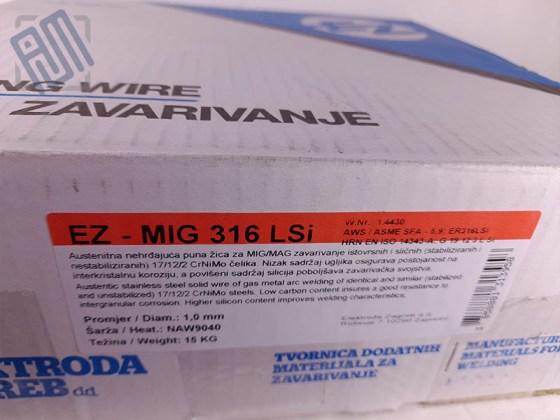 NG WIRE
ZAVARIVANJE
EZ - MIG 316 LSi
W.Nr.: 1.4430
AWS / ASME SFA - 5.9: ER316LSi
HRN EN ISO 14343-A: G 19 12 3 L Si
Austenitna nehrđajuća puna žica za MIG/MAG zavarivanje istovrsnih i sličnih (stabiliziranih i
nestabiliziranih) 17/12/2 CrNiMo čelika. Nizak sadržaj ugljika osigurava postojanost na
interkristalnu koroziju, a povišeni sadržaj silicija poboljšava zavarivačka svojstva.
Austenitic stainless steel solid wire of gas metal arc welding of identical and similar (stabilized
and unstabilized) 17/12/2 CrNiMo steels. Low carbon content insures a good resistance to
intergranular corrosion. Higher silicon content improves welding characteristics.
Promjer / Diam.: 1,0 mm
Šarža / Heat.: NAW9040
Težina / Weight: 15 KG
Elektroda Zagreb d.d.
KTRODA
REB d.d.
TVORNICA DODATNIH
MATERIJALA ZA
ZAVARIVANJE
MANUFACTUR
MATERIALS FOR
WELDING